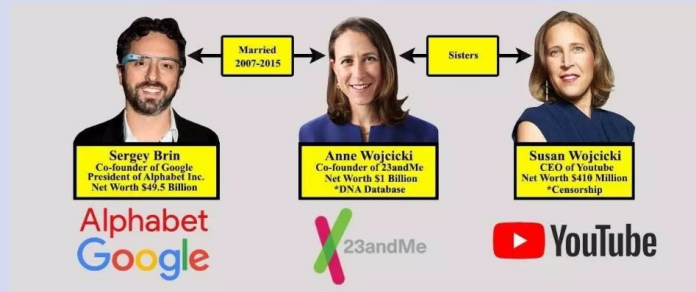 Married
2007-2015
Sisters
Sergey Brin
Co-founder of Google
President of Alphabet Inc.
Net Worth $49.5 Billion
Anne Wojcicki
Co-founder of 23andMe
Net Worth $1 Billion
*DNA Database
Susan Wojcicki
CEO of Youtube
Net Worth $410 Million
*Censorship
Alphabet
Google
23andMe
YouTube